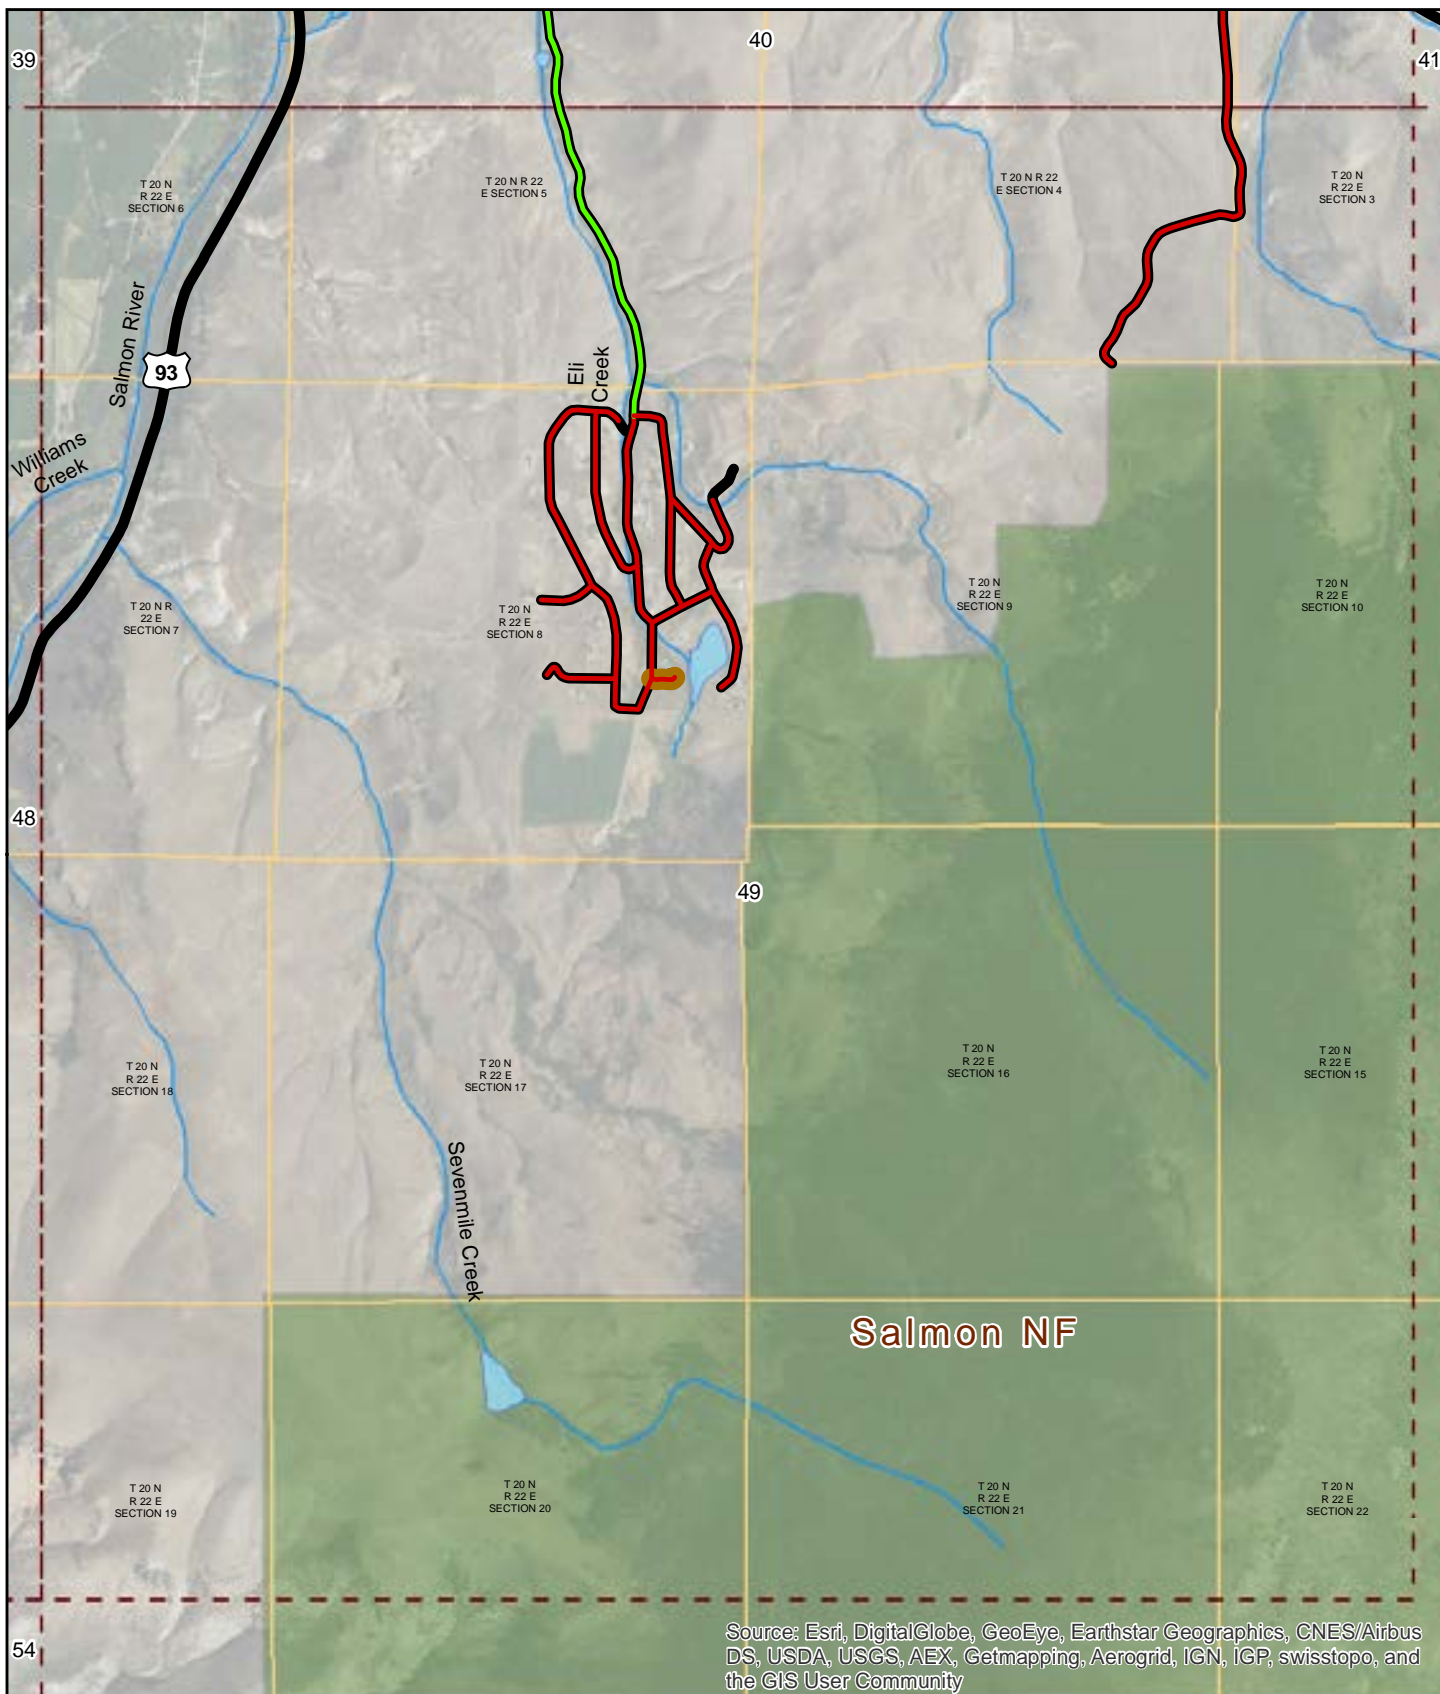 40
39
41
T 20 N
R 22 E
SECTION 6
T 20 N R 22
E SECTION 5
T 20 N R 22
E SECTION 4
T 20 N
R 22 E
SECTION 3
Salmon River
93
Eli
Creek
Williams
Creek
T 20 N R
22 E
SECTION 7
T 20 N
R 22 E
SECTION 8
T 20 N
R 22 E
SECTION 9
T 20 N
R 22 E
SECTION 10
48
49
T 20 N
R 22 E
SECTION 18
T 20 N
R 22 E
SECTION 17
T 20 N
R 22 E
SECTION 16
T 20 N
R 22 E
SECTION 15
Sevenmile Creek
Salmon NF
T 20 N
R 22 E
SECTION 19
T 20 N
R 22 E
SECTION 20
T 20 N
R 22 E
SECTION 21
T 20 N
R 22 E
SECTION 22
54
Source: Esri, DigitalGlobe, GeoEye, Earthstar Geographics, CNES/Airbus
DS, USDA, USGS, AEX, Getmapping, Aerogrid, IGN, IGP, swisstopo, and
the GIS User Community